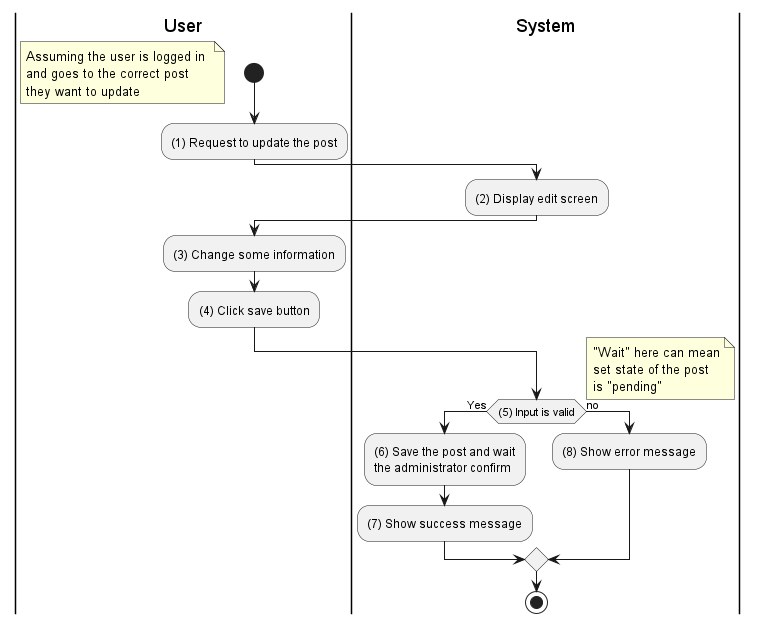 User
System
Assuming the user is logged in
and goes to the correct post
they want to update
(1) Request to update the post
(2) Display edit screen
(3) Change some information
(4) Click save button
"Wait" here can mean
set state of the post
is "pending"
Yes
(5) Input is valid
no
(6) Save the post and wait
the administrator confirm
(8) Show error message
(7) Show success message